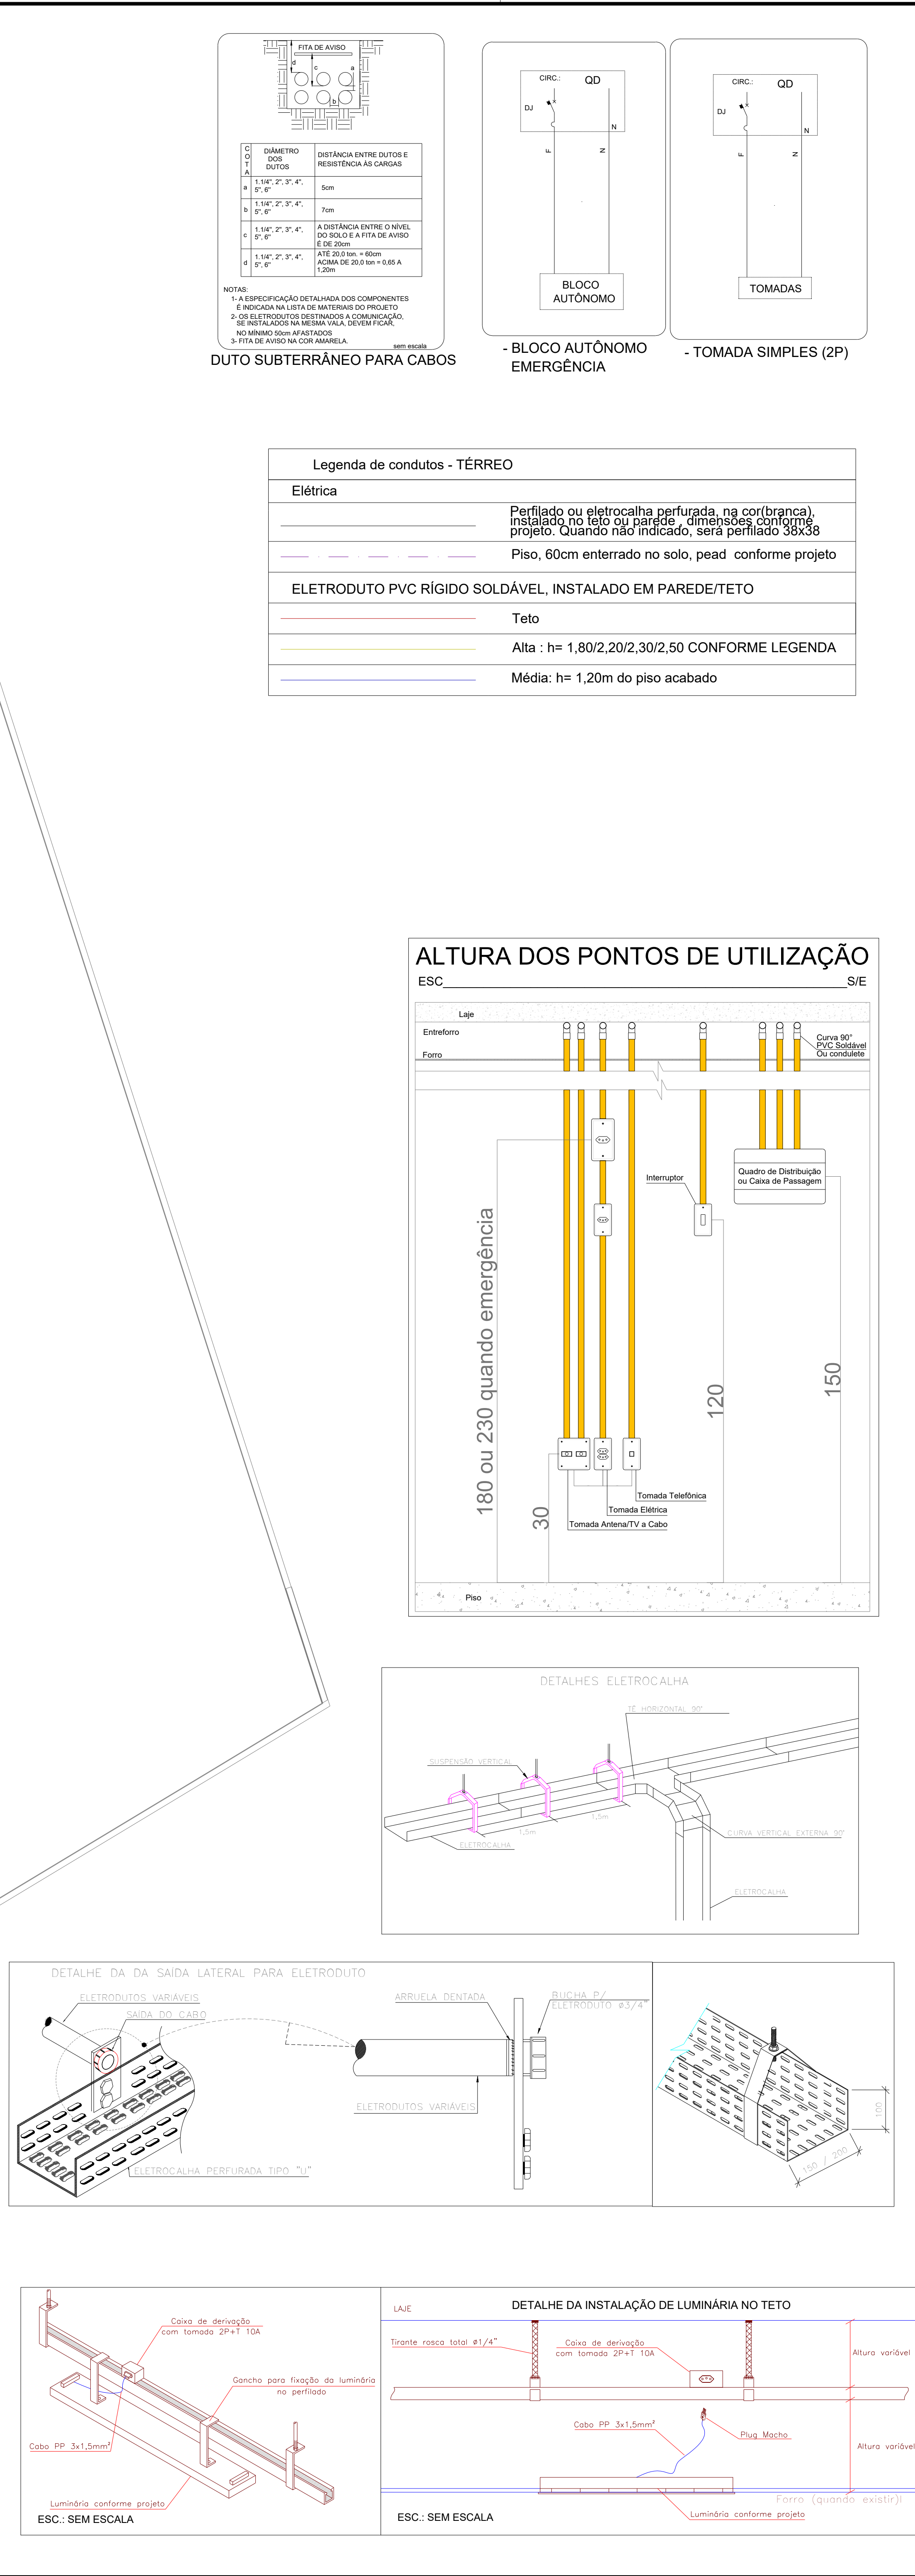 FITA DE AVISO
d
c
a
b
COTA
DIÂMETRO
DOS
DUTOS
DISTÂNCIA ENTRE DUTOS E
RESISTÊNCIA ÀS CARGAS
a
1.1/4", 2", 3", 4",
5", 6"
5cm
b
1.1/4", 2", 3", 4",
5", 6"
7cm
c
1.1/4", 2", 3", 4",
5", 6"
A DISTÂNCIA ENTRE O NÍVEL
DO SOLO E A FITA DE AVISO
É DE 20cm
d
1.1/4", 2", 3", 4",
5", 6"
ATÉ 20,0 ton. = 60cm
ACIMA DE 20,0 ton = 0,65 A
1,20m
NOTAS:
1- A ESPECIFICAÇÃO DETALHADA DOS COMPONENTES
É INDICADA NA LISTA DE MATERIAIS DO PROJETO
2- OS ELETRODUTOS DESTINADOS A COMUNICAÇÃO,
SE INSTALADOS NA MESMA VALA, DEVEM FICAR,
NO MÍNIMO 50cm AFASTADOS
3- FITA DE AVISO NA COR AMARELA.
sem escala
DUTO SUBTERRÂNEO PARA CABOS
CIRC.:
QD
DJ
N
F
N
BLOCO
AUTÔNOMO
- BLOCO AUTÔNOMO
EMERGÊNCIA
CIRC.:
QD
DJ
N
F
N
TOMADAS
- TOMADA SIMPLES (2P)
Legenda de condutos - TÉRREO
Elétrica
Perfilado ou eletrocalha perfurada, na cor(branca),
instalado no teto ou parede , dimensões conforme
projeto. Quando não indicado, será perfilado 38x38
Piso, 60cm enterrado no solo, pead conforme projeto
ELETRODUTO PVC RÍGIDO SOLDÁVEL, INSTALADO EM PAREDE/TETO
Teto
Alta : h= 1,80/2,20/2,30/2,50 CONFORME LEGENDA
Média: h= 1,20m do piso acabado
ALTURA DOS PONTOS DE UTILIZAÇÃO
ESC
S/E
Laje
Entreforro
Forro
Curva 90°
PVC Soldável
Ou condulete
Quadro de Distribuição
ou Caixa de Passagem
Interruptor
180 ou 230 quando emergência
30
120
150
Tomada Telefônica
Tomada Elétrica
Tomada Antena/TV a Cabo
Piso
DETALHES ELETROCALHA
TÊ HORIZONTAL 90°
SUSPENSÃO VERTICAL
1,5m
1,5m
ELETROCALHA
CURVA VERTICAL EXTERNA 90°
ELETROCALHA
DETALHE DA DA SAÍDA LATERAL PARA ELETRODUTO
ELETRODUTOS VARIÁVEIS
SAÍDA DO CABO
ARRUELA DENTADA
BUCHA P/
ELETRODUTO ø3/4"
ELETRODUTOS VARIÁVEIS
ELETROCALHA PERFURADA TIPO "U"
100
150 / 200
Caixa de derivação
com tomada 2P+T 10A
Gancho para fixação da luminária
no perfilado
Cabo PP 3x1,5mm²
Luminária conforme projeto
ESC.: SEM ESCALA
LAJE
DETALHE DA INSTALAÇÃO DE LUMINÁRIA NO TETO
Tirante rosca total ø1/4"
Caixa de derivação
com tomada 2P+T 10A
Altura variável
Cabo PP 3x1,5mm²
Plug Macho
Altura variável
Forro (quando existir)I
Luminária conforme projeto
ESC.: SEM ESCALA